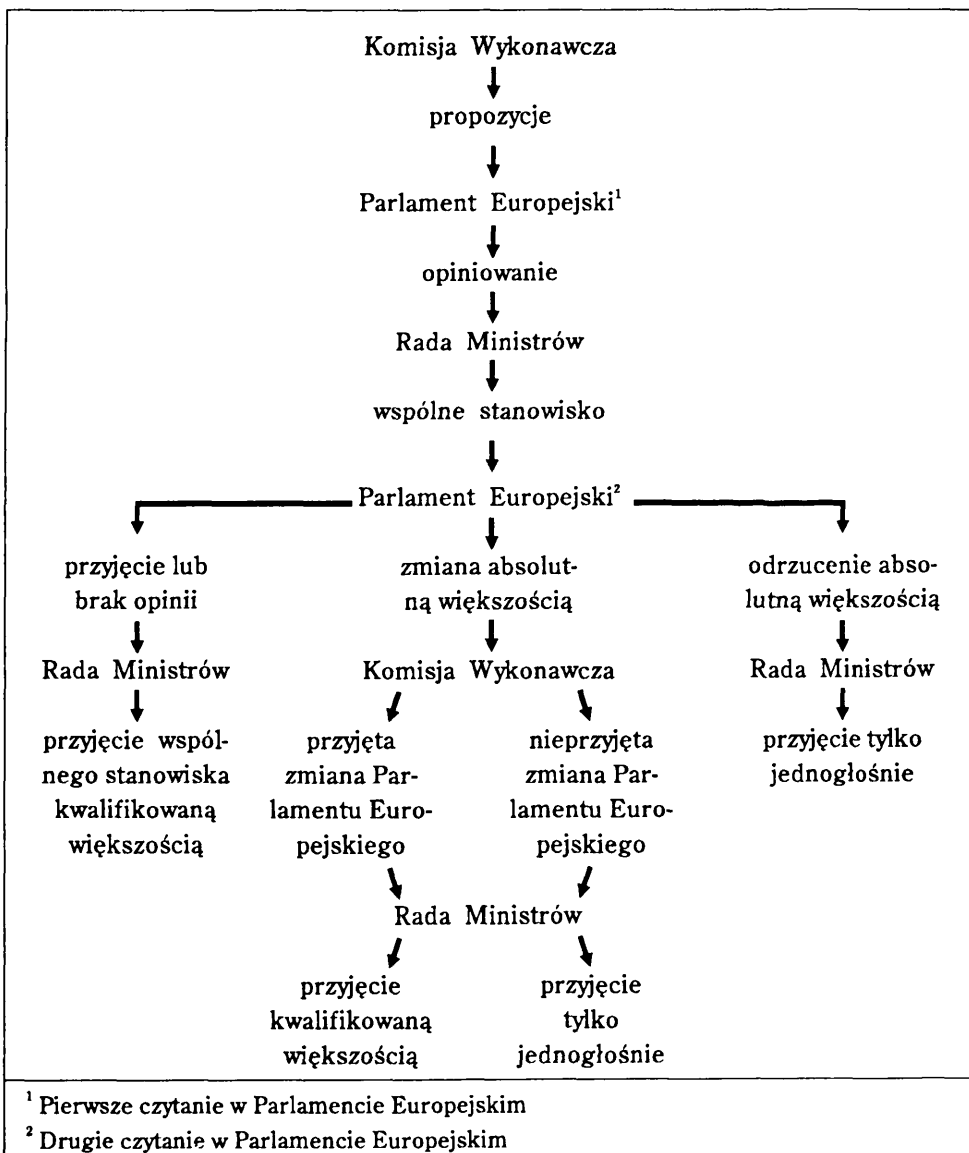 Komisja Wykonawcza
propozycje
Parlament Europejski¹
opiniowanie
Rada Ministrów
wspólne stanowisko
Parlament Europejski²
przyjęcie lub
brak opinii
zmiana absolut-
ną większością
odrzucenie abso-
lutną większością
Rada Ministrów
Komisja Wykonawcza
Rada Ministrów
przyjęcie wspól-
nego stanowiska
kwalifikowaną
większością
przyjęta
zmiana Par-
lamentu Euro-
pejskiego
nieprzyjęta
zmiana Par-
lamentu Euro-
pejskiego
przyjęcie tylko
jednogłośnie
Rada Ministrów
przyjęcie
kwalifikowaną
większością
przyjęcie
tylko
jednogłośnie
¹ Pierwsze czytanie w Parlamencie Europejskim
² Drugie czytanie w Parlamencie Europejskim